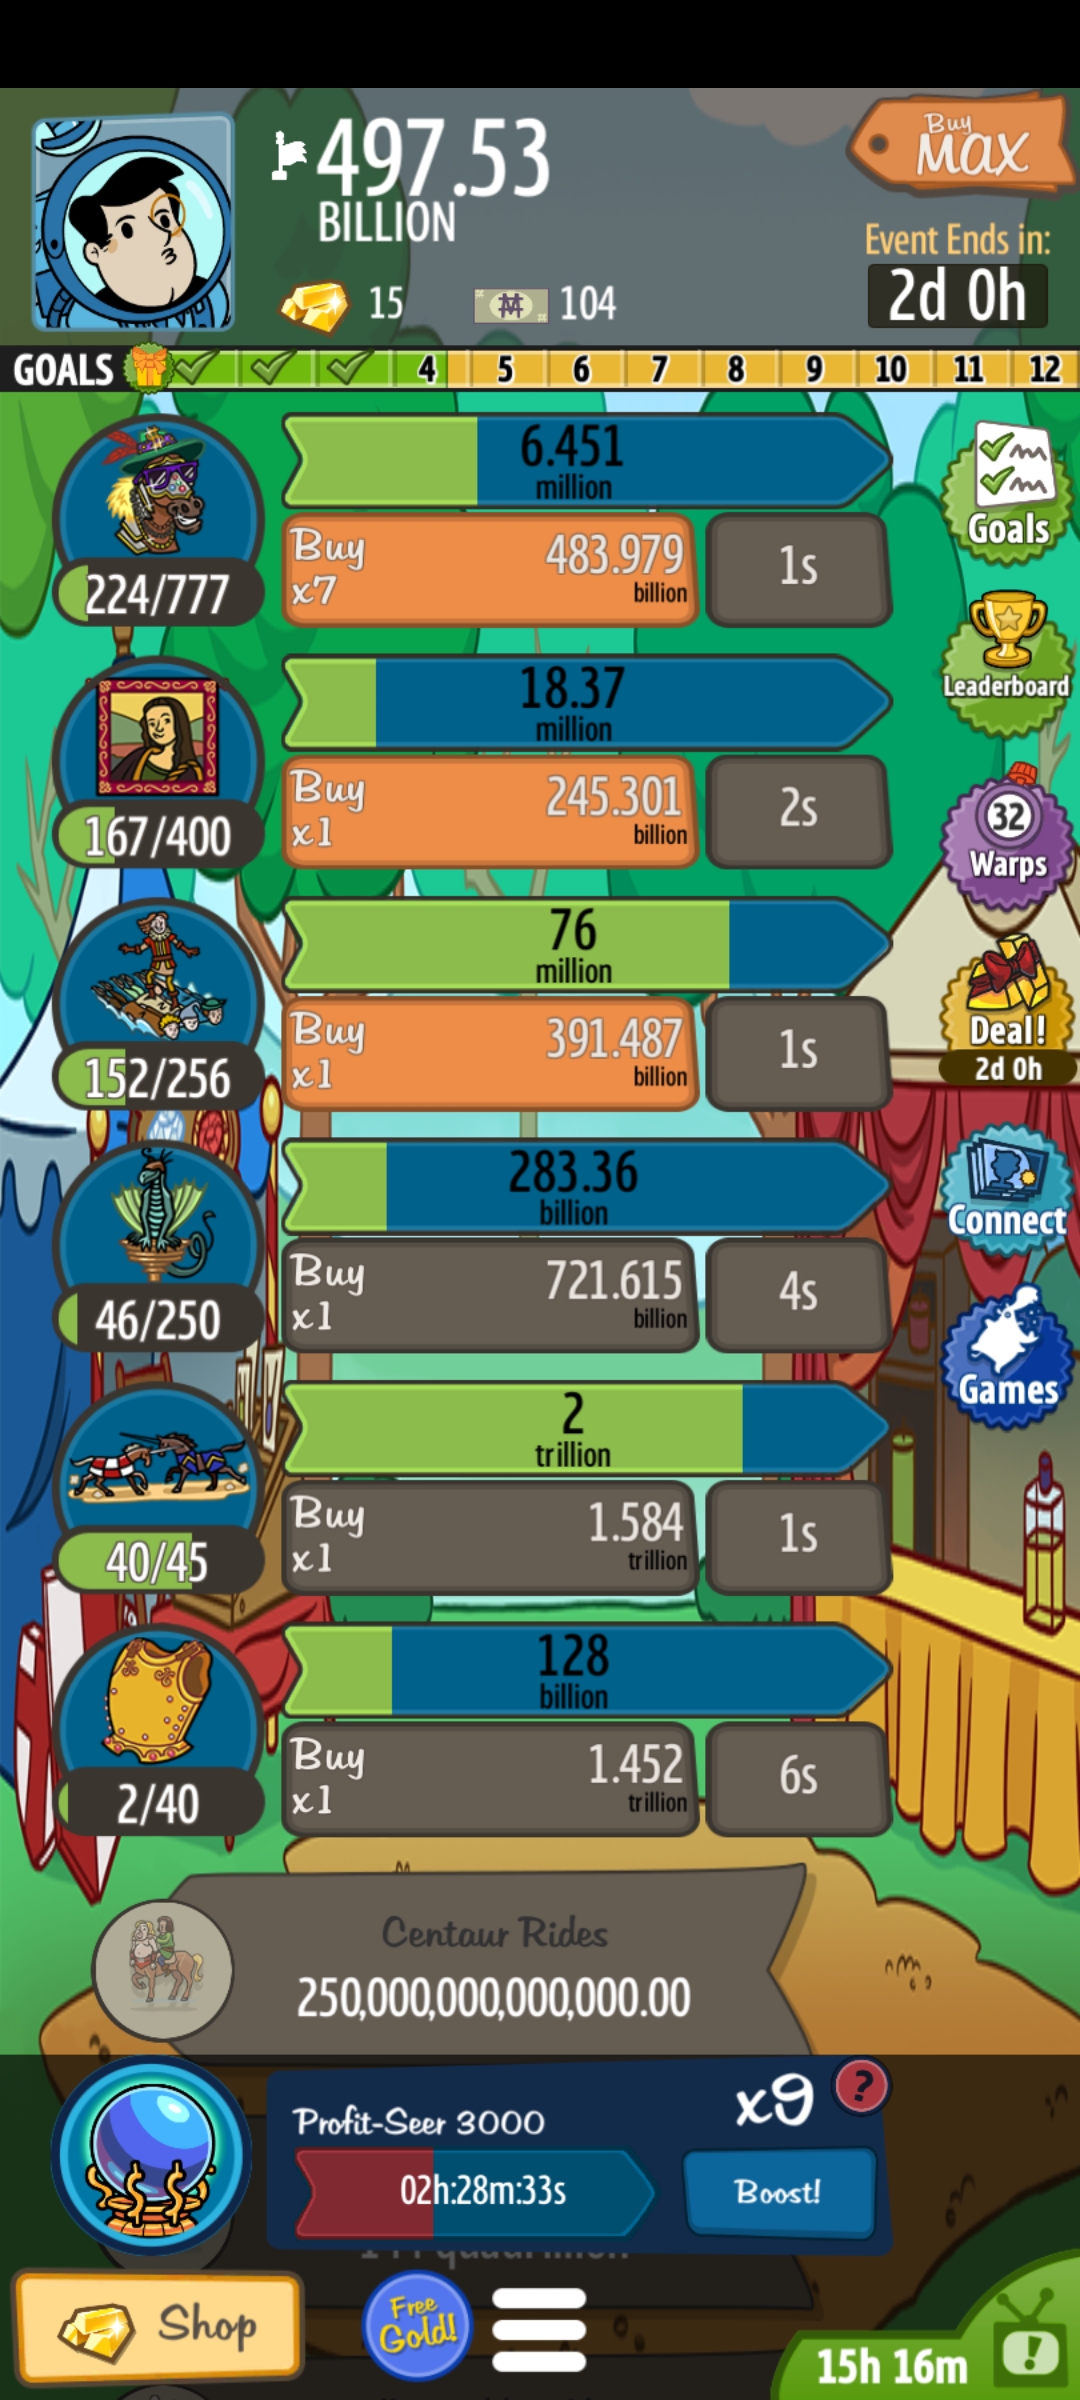 497.53
BILLION
Buy
MAX
Event Ends in:
2d 0h
15
104
GOALS
4
5
6
7
8
9
10
11
12
6.451
million
Buy
x7
483.979
billion
1s
224/777
Goals
18.37
million
Buy
x1
245.301
billion
2s
167/400
Leaderboard
32
Warps
76
million
Buy
x1
391.487
billion
1s
152/256
Deal!
2d 0h
283.36
billion
Buy
x1
721.615
billion
4s
46/250
Connect
2
trillion
Buy
x1
1.584
trillion
1s
40/45
Games
128
billion
Buy
x1
1.452
trillion
6s
2/40
Centaur Rides
250,000,000,000,000.00
Profit-Seer 3000
x9
?
02h:28m:33s
Boost!
Shop
Free
Gold!
15h 16m
!